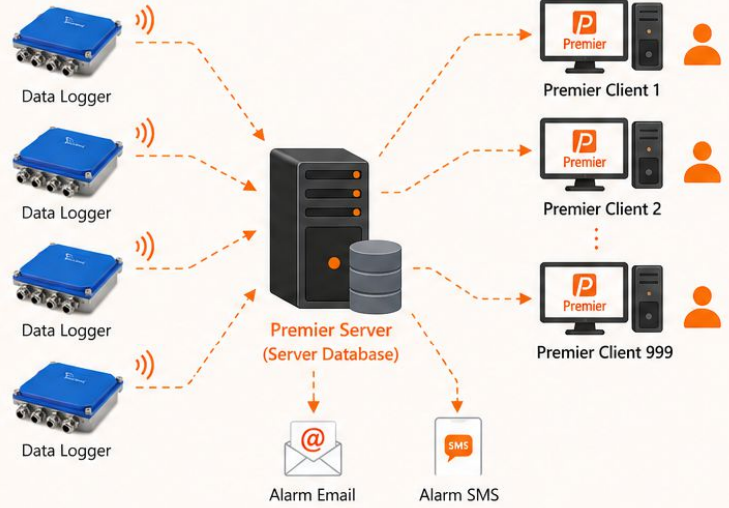 Data Logger
Data Logger
Data Logger
Data Logger
Premier Server
(Server Database)
@
Alarm Email
SMS
Alarm SMS
P
Premier
Premier Client 1
P
Premier
Premier Client 2
P
Premier
Premier Client 999